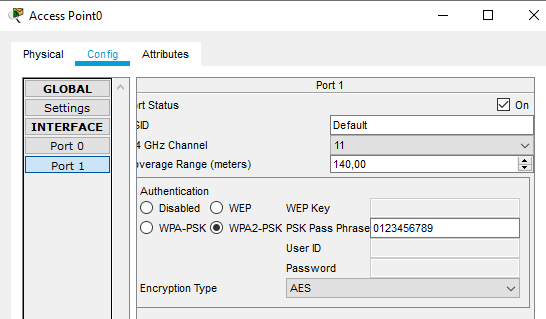 Access Point0
Physical Config Attributes
GLOBAL
Settings
INTERFACE
Port 0
Port 1
Port 1
ort Status On
SID Default
4 GHz Channel 11
overage Range (meters) 140,00
Authentication
Disabled WEP WEP Key
WPA-PSK WPA2-PSK PSK Pass Phrase 0123456789
User ID
Password
Encryption Type AES